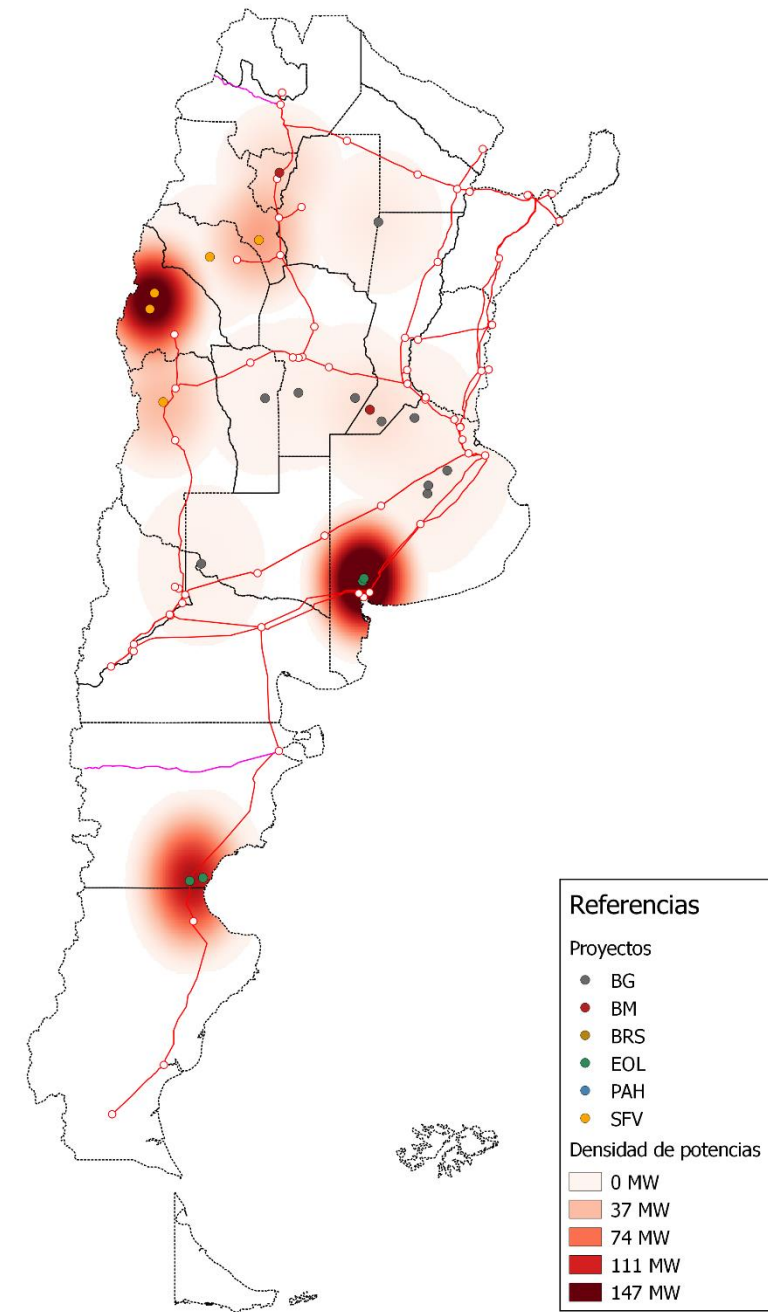 Referencias
Proyectos
BG
BM
BRS
EOL
PAH
SFV
Densidad de potencias
0 MW
37 MW
74 MW
111 MW
147 MW